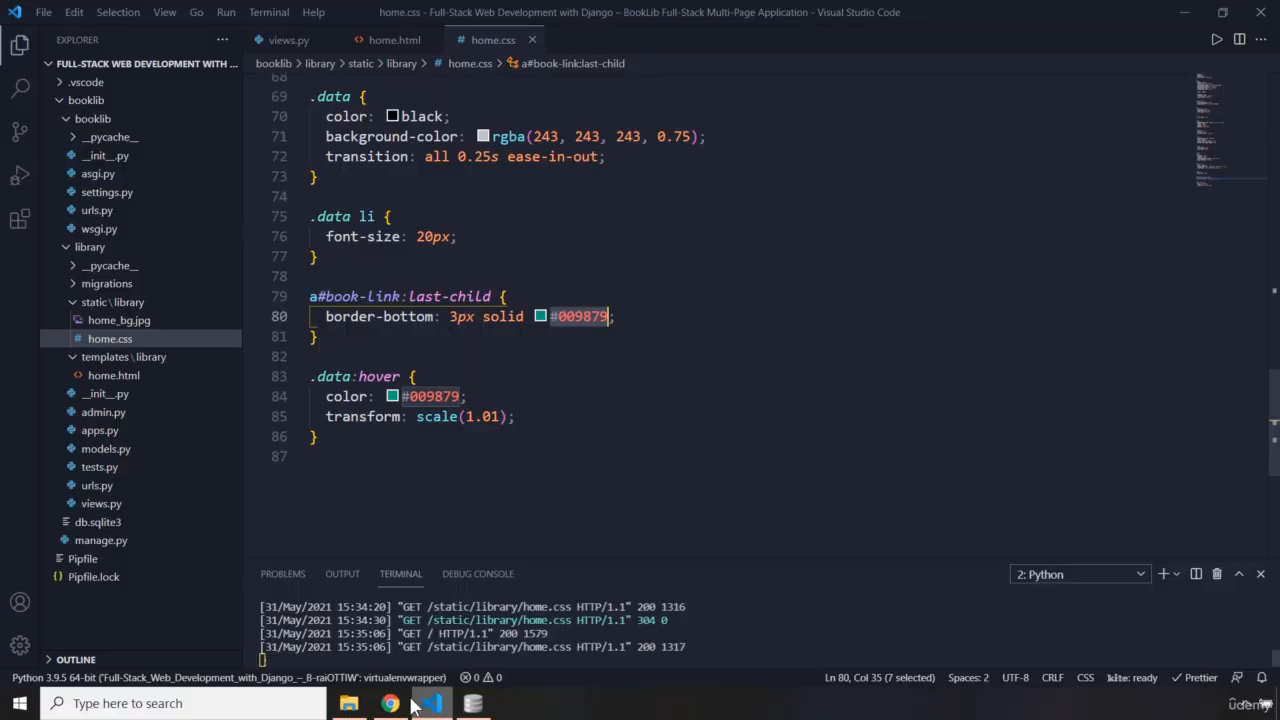 File Edit Selection View Go Run Terminal Help home.css - Full-Stack Web Development with Django – BookLib Full-Stack Multi-Page Application - Visual Studio Code
EXPLORER ···
views.py <> home.html # home.css ×
FULL-STACK WEB DEVELOPMENT WITH ...
booklib > library > static > library > # home.css > a#book-link:last-child
.vscode
booklib
booklib
__pycache__
__init__.py
asgi.py
settings.py
urls.py
wsgi.py
library
__pycache__
migrations
static\library
home_bg.jpg
# home.css
templates\library
<> home.html
__init__.py
admin.py
apps.py
models.py
tests.py
urls.py
views.py
db.sqlite3
manage.py
Pipfile
Pipfile.lock
OUTLINE
68
69 .data {
70 color: black;
71 background-color: rgba(243, 243, 243, 0.75);
72 transition: all 0.25s ease-in-out;
73 }
74
75 .data li {
76 font-size: 20px;
77 }
78
79 a#book-link:last-child {
80 border-bottom: 3px solid #009879;
81 }
82
83 .data:hover {
84 color: #009879;
85 transform: scale(1.01);
86 }
87
PROBLEMS OUTPUT TERMINAL DEBUG CONSOLE 2: Python
[31/May/2021 15:34:20] "GET /static/library/home.css HTTP/1.1" 200 1316
[31/May/2021 15:34:30] "GET /static/library/home.css HTTP/1.1" 304 0
[31/May/2021 15:35:06] "GET / HTTP/1.1" 200 1579
[31/May/2021 15:35:06] "GET /static/library/home.css HTTP/1.1" 200 1317
Python 3.9.5 64-bit ('Full-Stack_Web_Development_with_Django_-_B-raiOTTIW': virtualenvwrapper) 0 0 Ln 80, Col 35 (7 selected) Spaces: 2 UTF-8 CRLF CSS kite: ready Prettier
Type here to search
Udemy